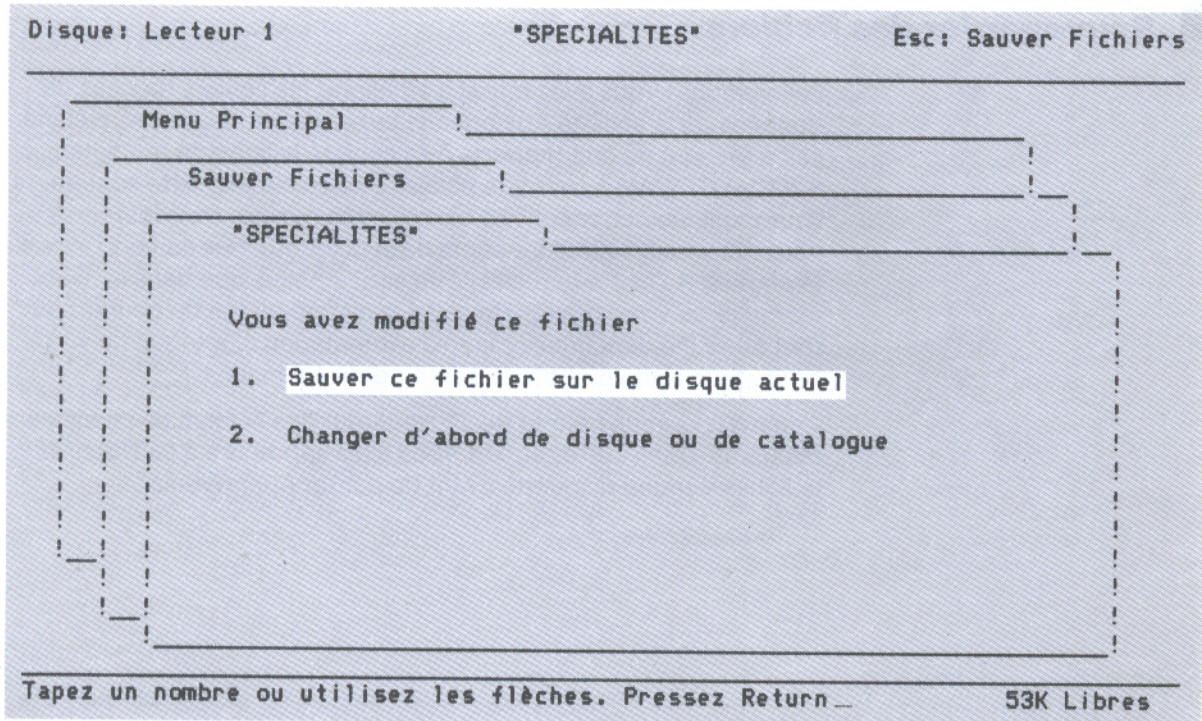 Disque: Lecteur 1 "SPECIALITES" Esc: Sauver Fichiers
Menu Principal
Sauver Fichiers
"SPECIALITES"
Vous avez modifié ce fichier
1. Sauver ce fichier sur le disque actuel
2. Changer d'abord de disque ou de catalogue
Tapez un nombre ou utilisez les flèches. Pressez Return_ 53K Libres